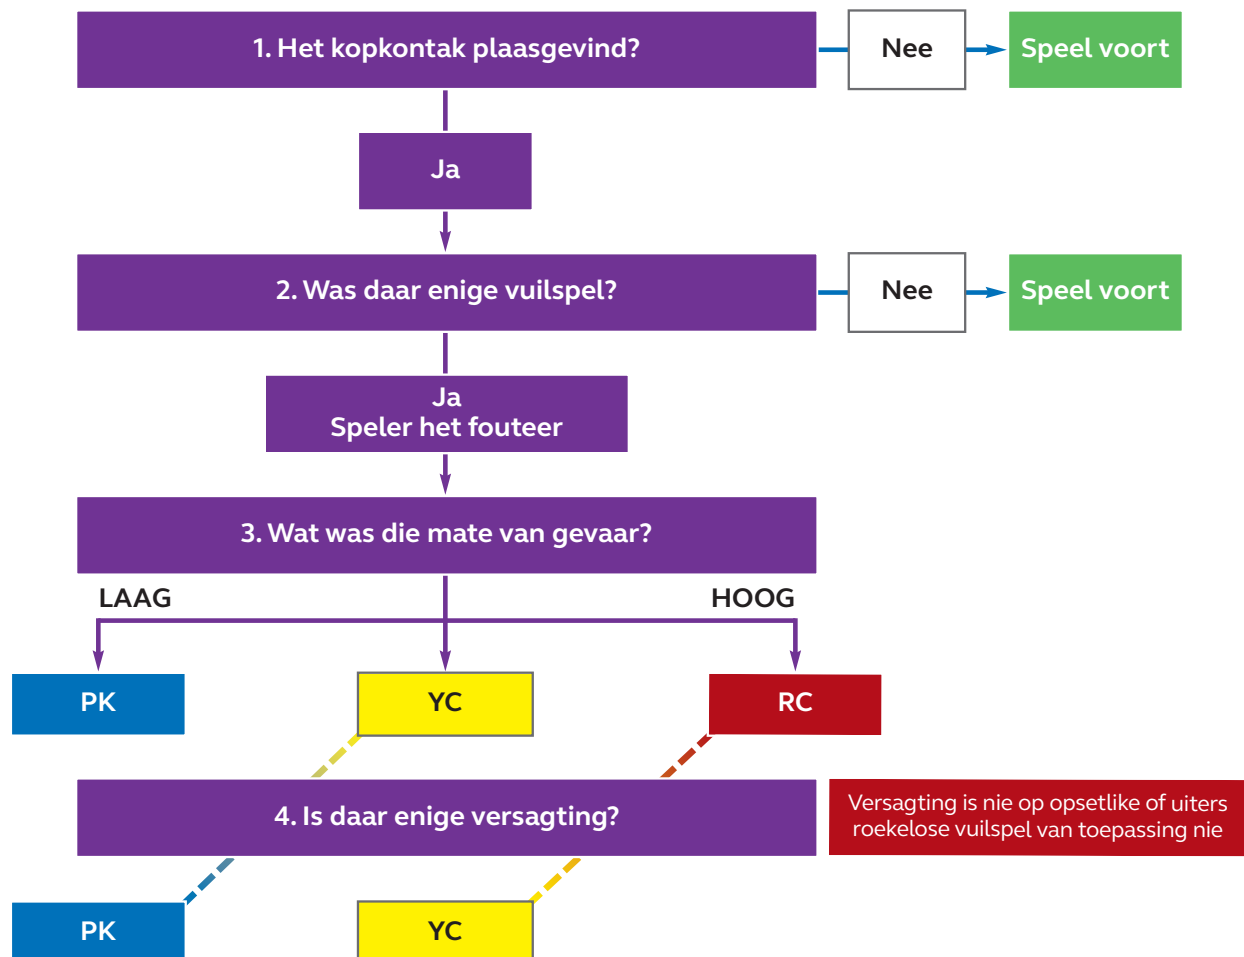 1. Het kopkontak plaasgevind?
Nee
Speel voort
Ja
2. Was daar enige vuilspel?
Nee
Speel voort
Ja
Speler het fouteer
3. Wat was die mate van gevaar?
LAAG
HOOG
PK
YC
RC
4. Is daar enige versagting?
Versagting is nie op opsetlike of uiters
roekelose vuilspel van toepassing nie
PK
YC